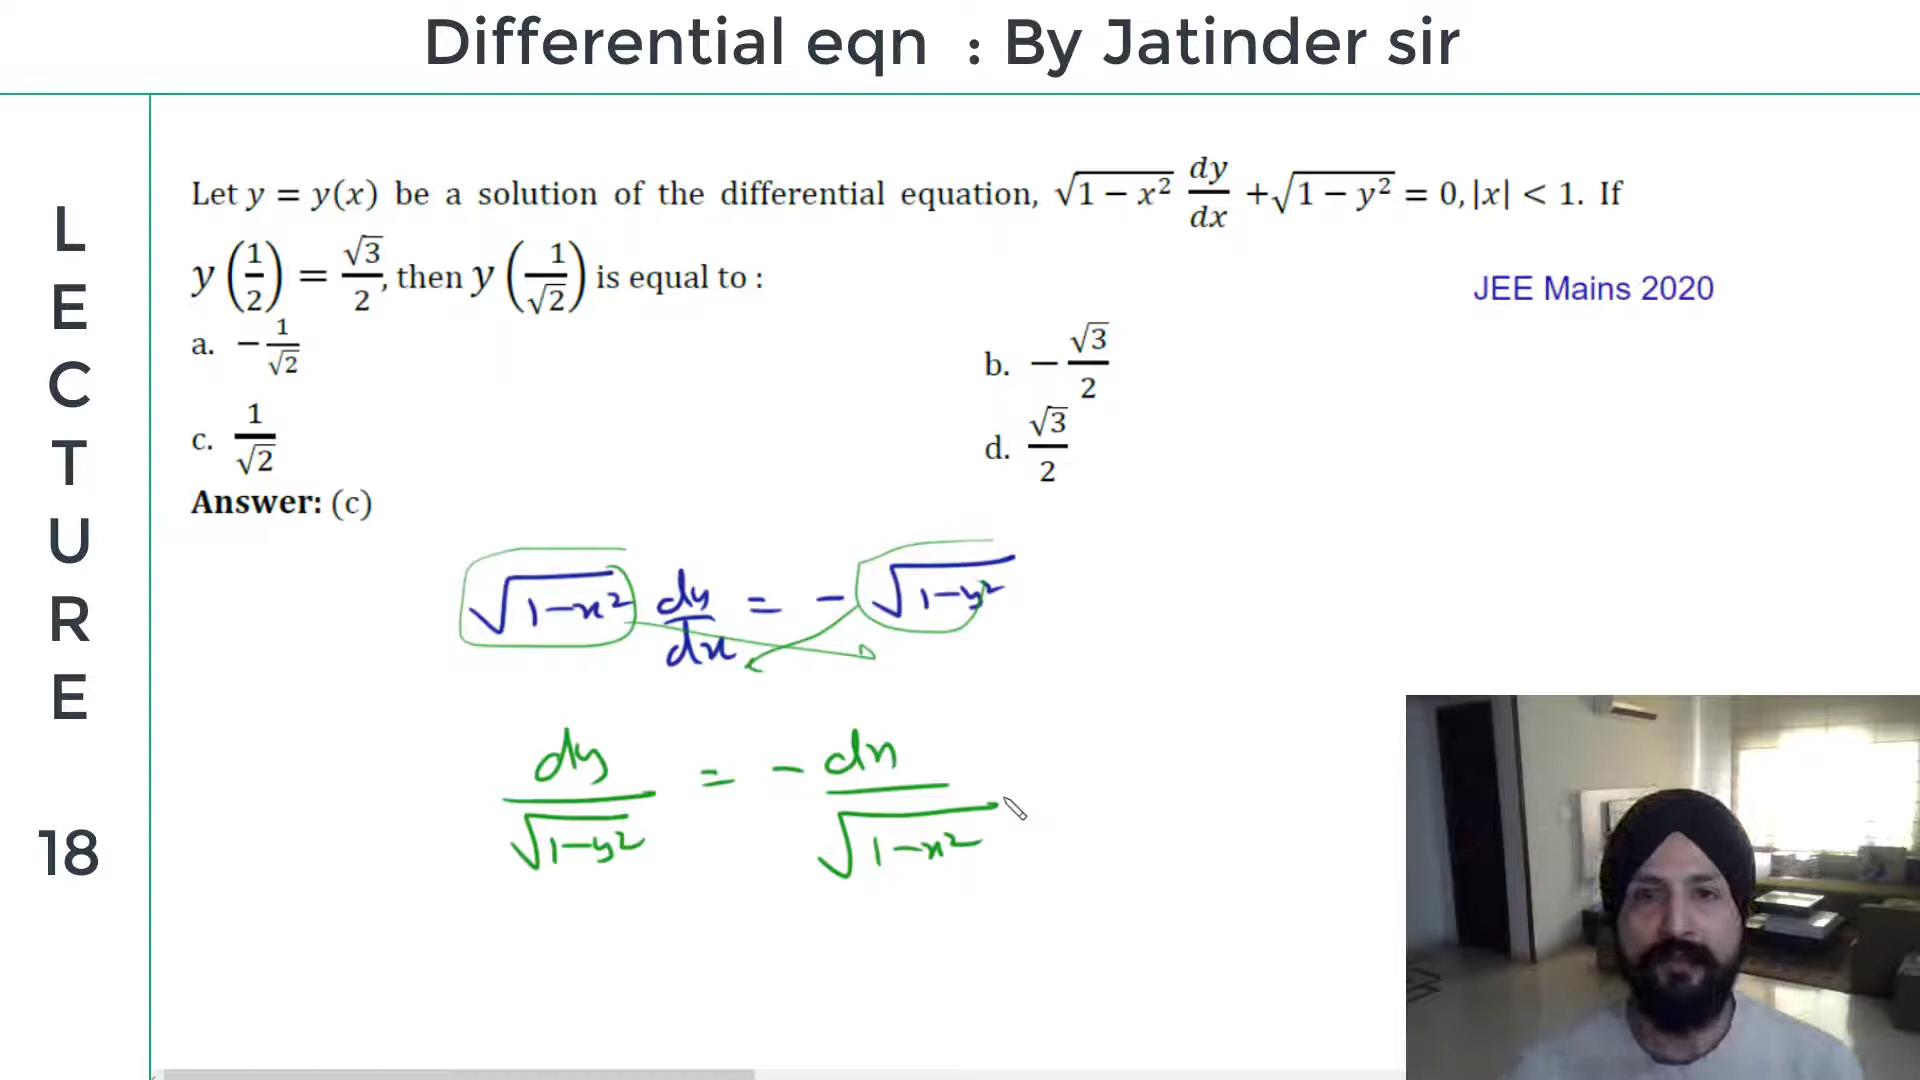 Differential eqn : By Jatinder sir
LECTURE
18
Let y = y(x) be a solution of the differential equation, √(1 − x²) dy/dx +√(1 − y²) = 0, |x| < 1. If
y(1/2) = √3/2, then y(1/√2) is equal to :
JEE Mains 2020
a. −1/√2
b. −√3/2
c. 1/√2
d. √3/2
Answer: (c)
√(1−x²) dy/dx = −√(1−y²)
dy/√(1−y²) = −dx/√(1−x²)